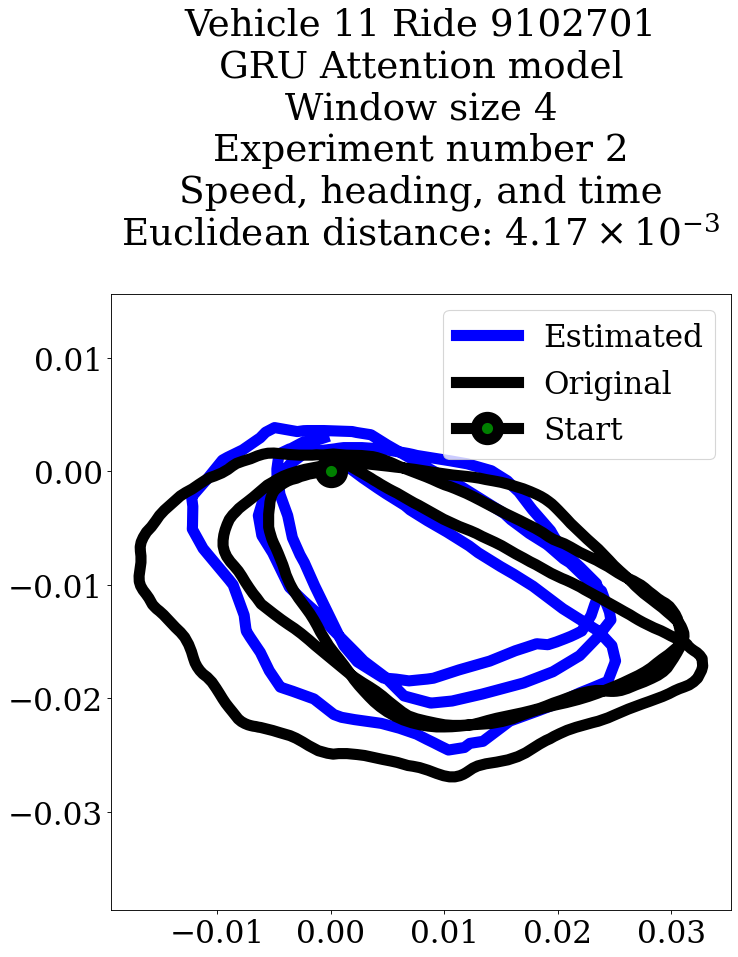 Vehicle 11 Ride 9102701
GRU Attention model
Window size 4
Experiment number 2
Speed, heading, and time
Euclidean distance: 4.17 × 10⁻³
Estimated
Original
Start
0.01
0.00
−0.01
−0.02
−0.03
−0.01 0.00 0.01 0.02 0.03